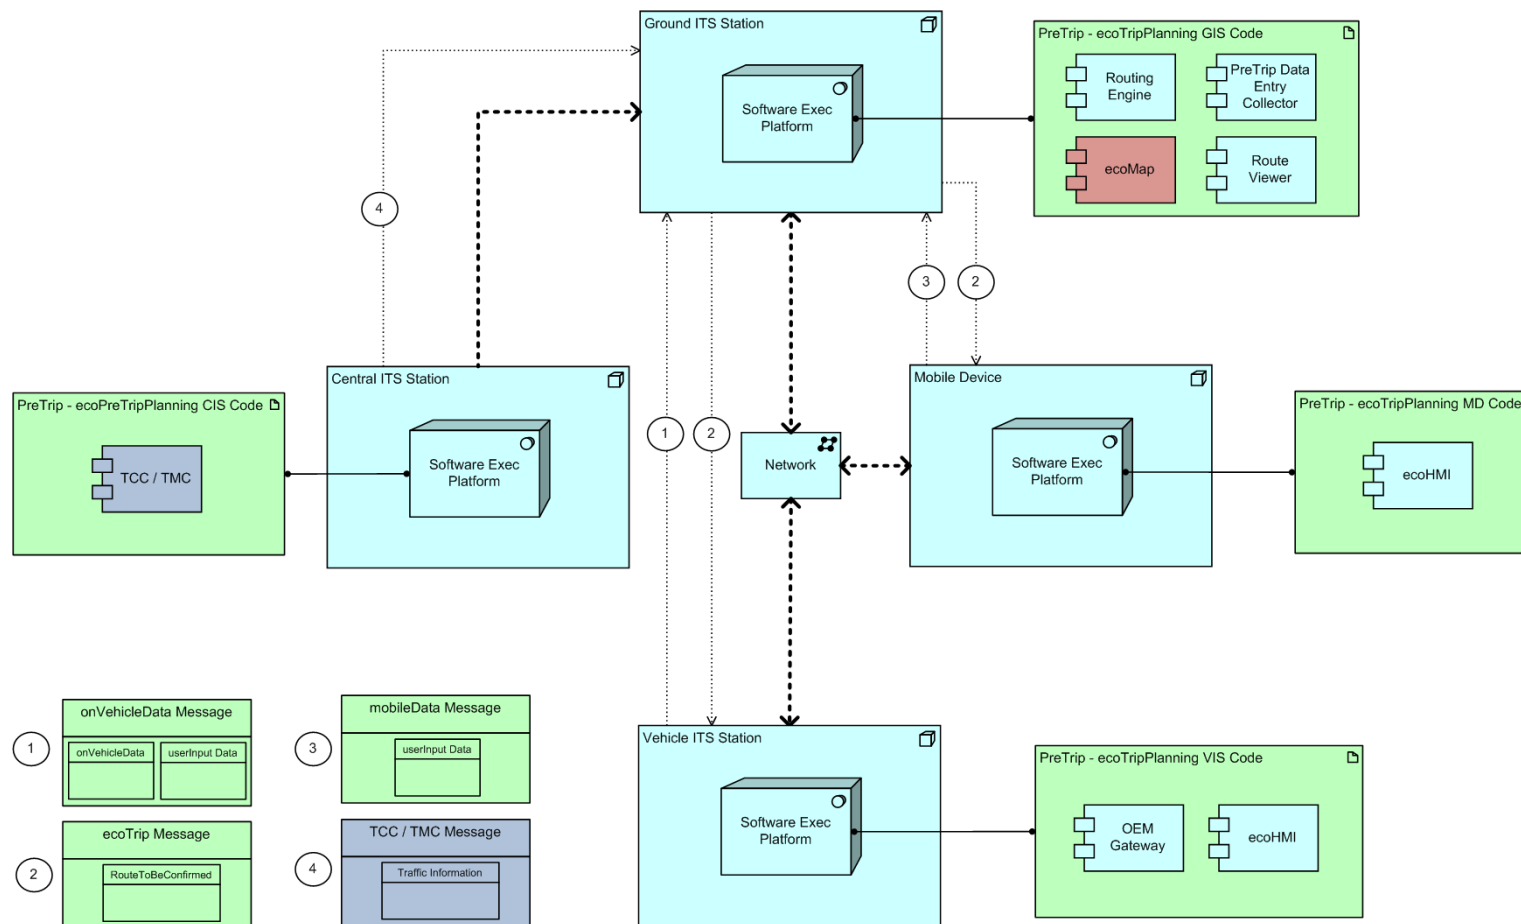 Ground ITS Station
Software Exec
Platform
PreTrip - ecoTripPlanning GIS Code
Routing
Engine
PreTrip Data
Entry
Collector
ecoMap
Route
Viewer
4
3
2
Central ITS Station
Software Exec
Platform
PreTrip - ecoPreTripPlanning CIS Code
TCC / TMC
1
2
Network
Mobile Device
Software Exec
Platform
PreTrip - ecoTripPlanning MD Code
ecoHMI
Vehicle ITS Station
Software Exec
Platform
PreTrip - ecoTripPlanning VIS Code
OEM
Gateway
ecoHMI
1
onVehicleData Message
onVehicleData
userInput Data
3
mobileData Message
userInput Data
2
ecoTrip Message
RouteToBeConfirmed
4
TCC / TMC Message
Traffic Information